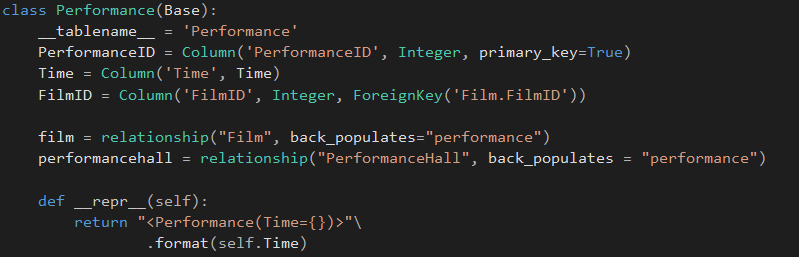 class Performance(Base):
    __tablename__ = 'Performance'
    PerformanceID = Column('PerformanceID', Integer, primary_key=True)
    Time = Column('Time', Time)
    FilmID = Column('FilmID', Integer, ForeignKey('Film.FilmID'))

    film = relationship("Film", back_populates="performance")
    performancehall = relationship("PerformanceHall", back_populates = "performance")

    def __repr__(self):
        return "<Performance(Time={})>"\
                .format(self.Time)